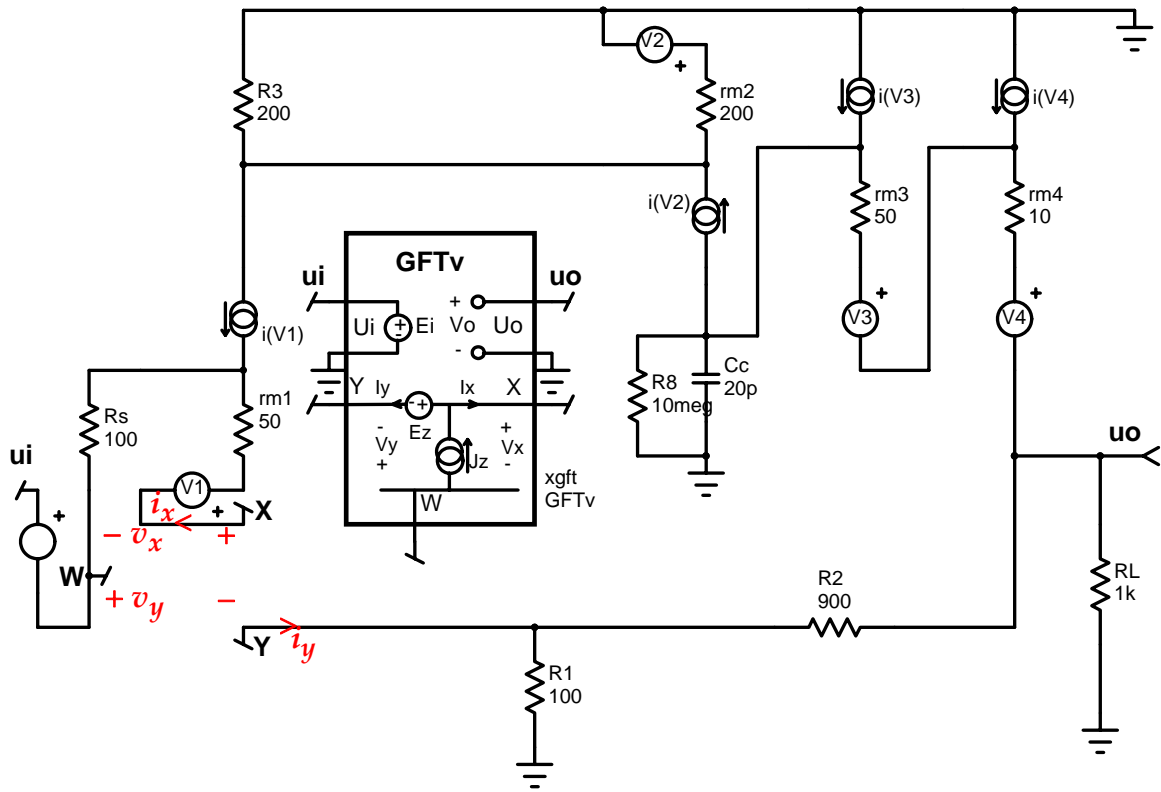 V2
+
R3
200
rm2
200
i(V3)
i(V4)
i(V2)
rm3
50
rm4
10
GFTv
ui
uo
+
Ui
Ei
Vo
Uo
-
i(V1)
+
V3
+
V4
Y
Iy
Ix
X
-+
Ez
-
Vy
+
Jz
+
Vx
-
W
xgft
GFTv
R8
10meg
Cc
20p
Rs
100
rm1
50
ui
+
V1
+
ix
X
- vx +
W
+ vy -
Y
iy
R1
100
R2
900
uo
RL
1k